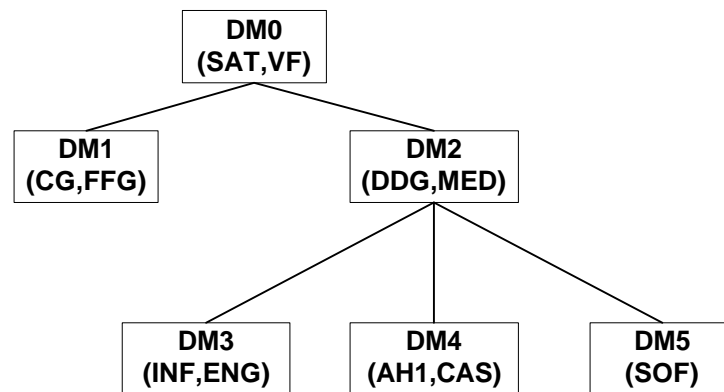 DM0
(SAT,VF)
DM1
(CG,FFG)
DM2
(DDG,MED)
DM3
(INF,ENG)
DM4
(AH1,CAS)
DM5
(SOF)